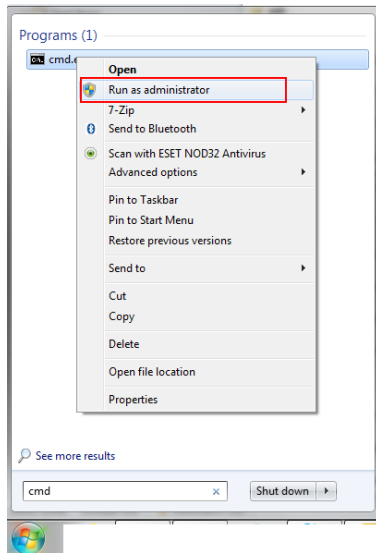 Programs (1)
cmd.e
Open
Run as administrator
7-Zip
Send to Bluetooth
Scan with ESET NOD32 Antivirus
Advanced options
Pin to Taskbar
Pin to Start Menu
Restore previous versions
Send to
Cut
Copy
Delete
Open file location
Properties
See more results
cmd
Shut down